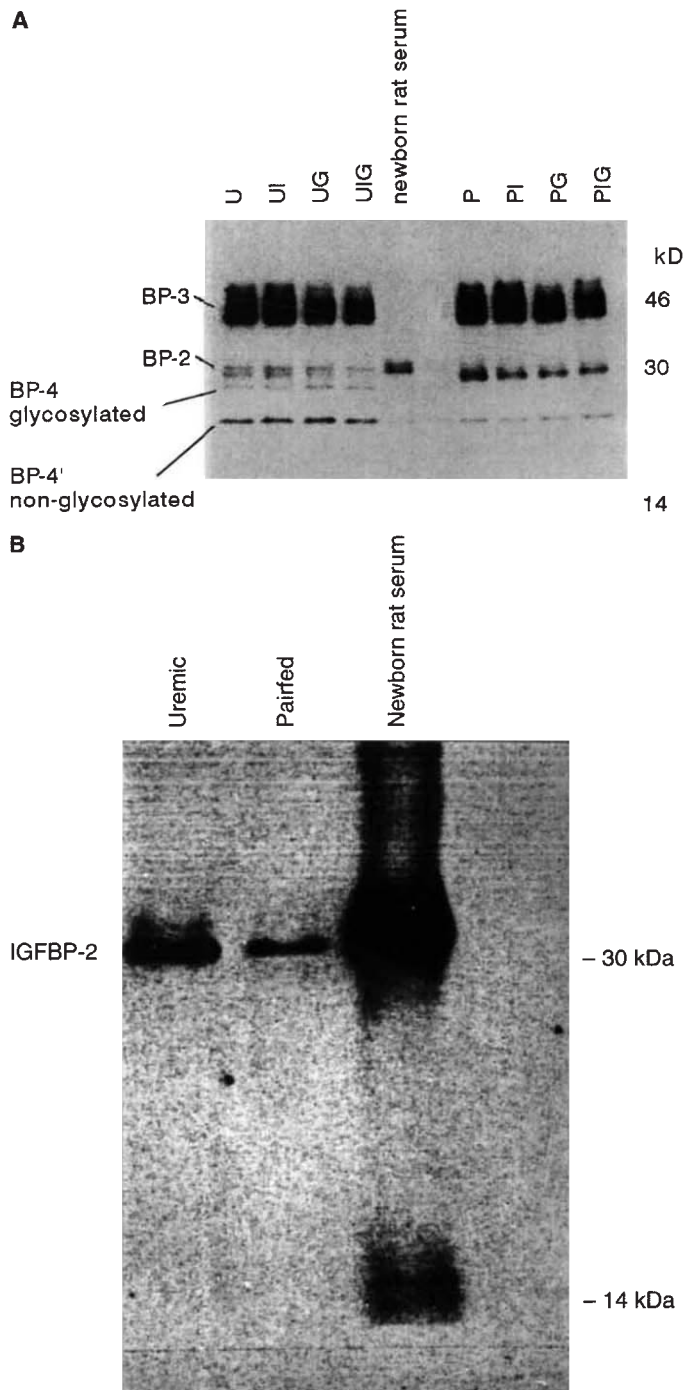 A
U
UI
UG
UIG
newborn rat serum
P
PI
PG
PIG
kD
BP-3
46
BP-2
30
BP-4
glycosylated
BP-4'
non-glycosylated
14
B
Uremic
Pairfed
Newborn rat serum
IGFBP-2
– 30 kDa
– 14 kDa